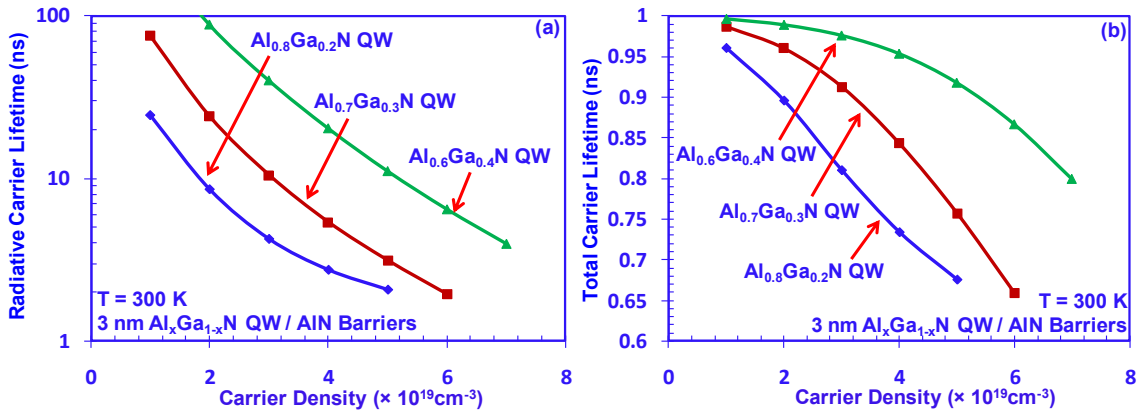 Radiative Carrier Lifetime (ns)
100
10
1
(a)
Al0.8Ga0.2N QW
Al0.7Ga0.3N QW
Al0.6Ga0.4N QW
T = 300 K
3 nm AlxGa1-xN QW / AlN Barriers
0 2 4 6 8
Carrier Density (× 10^19cm^-3)
Total Carrier Lifetime (ns)
1
0.95
0.9
0.85
0.8
0.75
0.7
0.65
0.6
(b)
Al0.6Ga0.4N QW
Al0.7Ga0.3N QW
Al0.8Ga0.2N QW
T = 300 K
3 nm AlxGa1-xN QW / AlN Barriers
0 2 4 6 8
Carrier Density (× 10^19cm^-3)